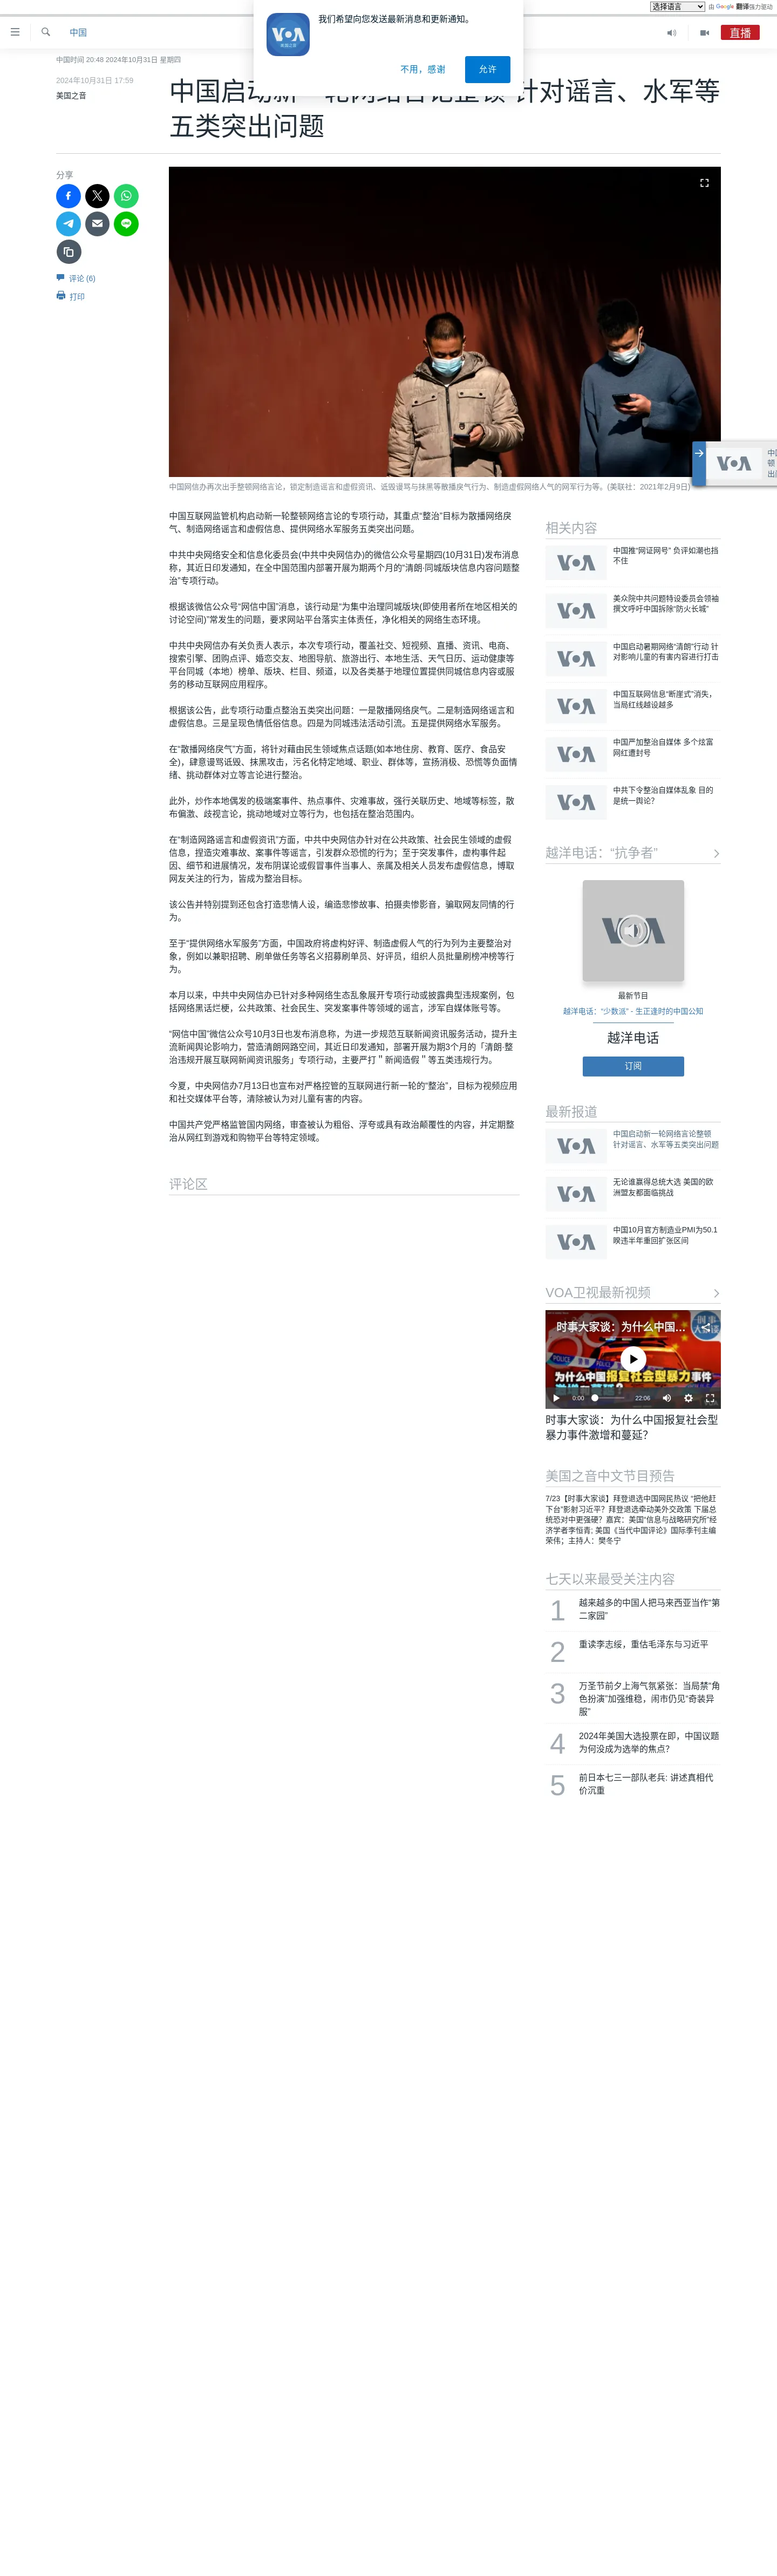 选择语言 由 Google 翻译强力驱动
我们希望向您发送最新消息和更新通知。
不用，感谢
允许
VOA
美国之音
中国
直播
中国时间 20:48 2024年10月31日 星期四
2024年10月31日 17:59
美国之音
中国启动新一轮网络言论整顿 针对谣言、水军等
五类突出问题
分享
评论 (6)
打印
中国网信办再次出手整顿网络言论，锁定制造谣言和虚假资讯、诋毁谩骂与抹黑等散播戾气行为、制造虚假网络人气的网军行为等。(美联社：2021年2月9日)
中国互联网监管机构启动新一轮整顿网络言论的专项行动，其重点“整治”目标为散播网络戾
气、制造网络谣言和虚假信息、提供网络水军服务五类突出问题。
中共中央网络安全和信息化委员会(中共中央网信办)的微信公众号星期四(10月31日)发布消息
称，其近日印发通知，在全中国范围内部署开展为期两个月的“清朗·同城版块信息内容问题整
治”专项行动。
根据该微信公众号“网信中国”消息，该行动是“为集中治理同城版块(即使用者所在地区相关的
讨论空间)”常发生的问题，要求网站平台落实主体责任，净化相关的网络生态环境。
中共中央网信办有关负责人表示，本次专项行动，覆盖社交、短视频、直播、资讯、电商、
搜索引擎、团购点评、婚恋交友、地图导航、旅游出行、本地生活、天气日历、运动健康等
平台同城（本地）榜单、版块、栏目、频道，以及各类基于地理位置提供同城信息内容或服
务的移动互联网应用程序。
根据该公告，此专项行动重点整治五类突出问题：一是散播网络戾气。二是制造网络谣言和
虚假信息。三是呈现色情低俗信息。四是为同城违法活动引流。五是提供网络水军服务。
在“散播网络戾气”方面，将针对藉由民生领域焦点话题(如本地住房、教育、医疗、食品安
全)，肆意谩骂诋毁、抹黑攻击，污名化特定地域、职业、群体等，宣扬消极、恐慌等负面情
绪、挑动群体对立等言论进行整治。
此外，炒作本地偶发的极端案事件、热点事件、灾难事故，强行关联历史、地域等标签，散
布偏激、歧视言论，挑动地域对立等行为，也包括在整治范围内。
在“制造网路谣言和虚假资讯”方面，中共中央网信办针对在公共政策、社会民生领域的虚假
信息，捏造灾难事故、案事件等谣言，引发群众恐慌的行为；至于突发事件，虚构事件起
因、细节和进展情况，发布阴谋论或假冒事件当事人、亲属及相关人员发布虚假信息，博取
网友关注的行为，皆成为整治目标。
该公告并特别提到还包含打造悲情人设，编造悲惨故事、拍摄卖惨影音，骗取网友同情的行
为。
至于“提供网络水军服务”方面，中国政府将虚构好评、制造虚假人气的行为列为主要整治对
象，例如以兼职招聘、刷单做任务等名义招募刷单员、好评员，组织人员批量刷榜冲榜等行
为。
本月以来，中共中央网信办已针对多种网络生态乱象展开专项行动或披露典型违规案例，包
括网络黑话烂梗，公共政策、社会民生、突发案事件等领域的谣言，涉军自媒体账号等。
“网信中国”微信公众号10月3日也发布消息称，为进一步规范互联新闻资讯服务活动，提升主
流新闻舆论影响力，营造清朗网路空间，其近日印发通知，部署开展为期3个月的「清朗·整
治违规开展互联网新闻资讯服务」专项行动，主要严打＂新闻造假＂等五类违规行为。
今夏，中央网信办7月13日也宣布对严格控管的互联网进行新一轮的“整治”，目标为视频应用
和社交媒体平台等，清除被认为对儿童有害的内容。
中国共产党严格监管国内网络，审查被认为粗俗、浮夸或具有政治颠覆性的内容，并定期整
治从网红到游戏和购物平台等特定领域。
评论区
相关内容
中国推“网证网号” 负评如潮也挡
不住
美众院中共问题特设委员会领袖
撰文呼吁中国拆除“防火长城”
中国启动暑期网络“清朗”行动 针
对影响儿童的有害内容进行打击
中国互联网信息“断崖式”消失，
当局红线越设越多
中国严加整治自媒体 多个炫富
网红遭封号
中共下令整治自媒体乱象 目的
是统一舆论？
越洋电话：“抗争者”
最新节目
越洋电话：“少数派” - 生正逢时的中国公知
越洋电话
订阅
最新报道
中国启动新一轮网络言论整顿
针对谣言、水军等五类突出问题
无论谁赢得总统大选 美国的欧
洲盟友都面临挑战
中国10月官方制造业PMI为50.1
睽违半年重回扩张区间
VOA卫视最新视频
时事大家谈：为什么中国…
为什么中国报复社会型暴力事件
0:00 22:06
时事大家谈：为什么中国报复社会型
暴力事件激增和蔓延？
美国之音中文节目预告
7/23【时事大家谈】拜登退选中国网民热议 “把他赶
下台”影射习近平？拜登退选牵动美外交政策 下届总
统恐对中更强硬？嘉宾：美国“信息与战略研究所”经
济学者李恒青; 美国《当代中国评论》国际季刊主编
荣伟；主持人：樊冬宁
七天以来最受关注内容
1 越来越多的中国人把马来西亚当作“第
二家园”
2 重读李志绥，重估毛泽东与习近平
3 万圣节前夕上海气氛紧张：当局禁“角
色扮演”加强维稳，闹市仍见“奇装异
服”
4 2024年美国大选投票在即，中国议题
为何没成为选举的焦点？
5 前日本七三一部队老兵: 讲述真相代
价沉重